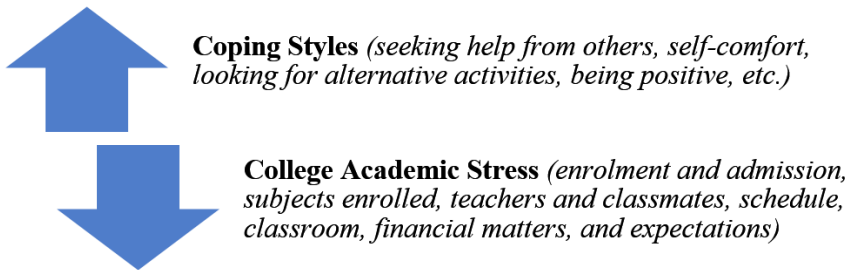 Coping Styles (seeking help from others, self-comfort,
looking for alternative activities, being positive, etc.)
College Academic Stress (enrolment and admission,
subjects enrolled, teachers and classmates, schedule,
classroom, financial matters, and expectations)